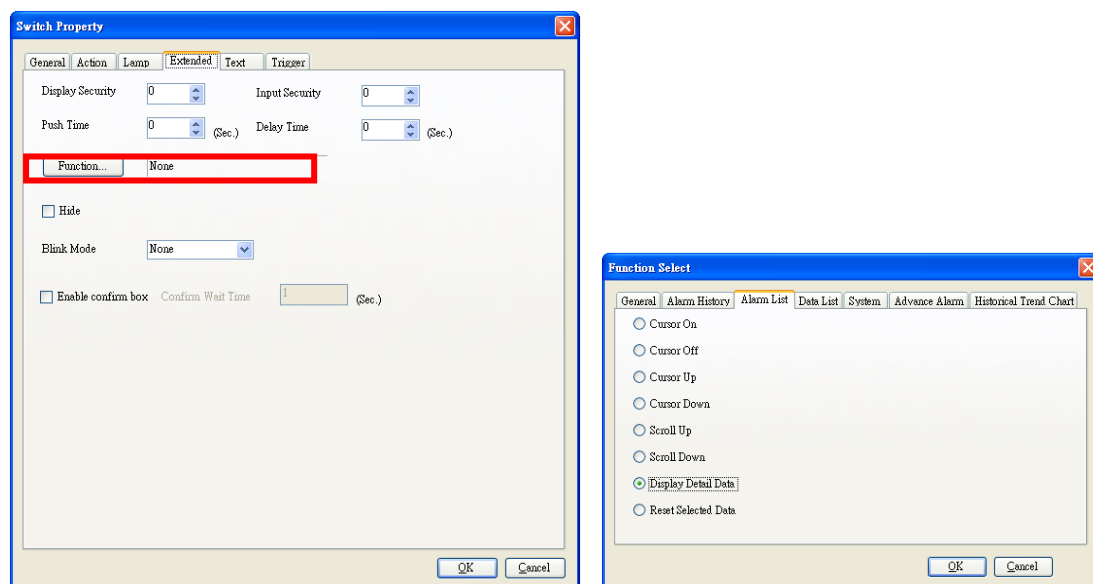 Switch Property
General Action Lamp Extended Text Trigger
Display Security 0 Input Security 0
Push Time 0 (Sec.) Delay Time 0 (Sec.)
Function... None
Hide
Blink Mode None
Enable confirm box Confirm Wait Time 1 (Sec.)
OK Cancel
Function Select
General Alarm History Alarm List Data List System Advance Alarm Historical Trend Chart
Cursor On
Cursor Off
Cursor Up
Cursor Down
Scroll Up
Scroll Down
Display Detail Data
Reset Selected Data
OK Cancel